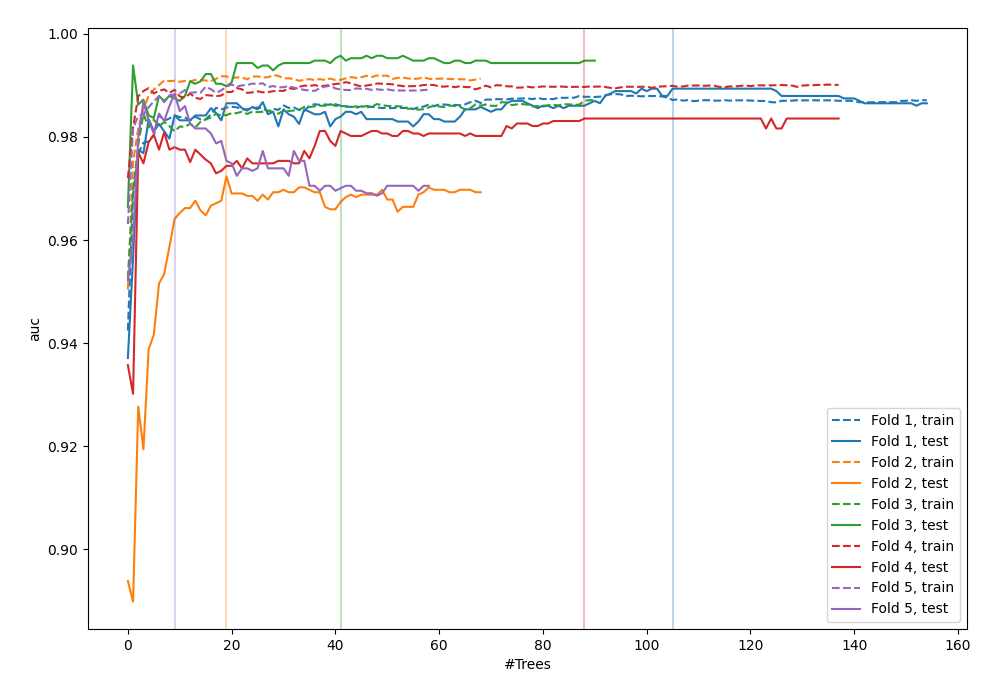 1.00
0.98
0.96
0.94
0.92
0.90
auc
0 20 40 60 80 100 120 140 160
#Trees
Fold 1, train
Fold 1, test
Fold 2, train
Fold 2, test
Fold 3, train
Fold 3, test
Fold 4, train
Fold 4, test
Fold 5, train
Fold 5, test